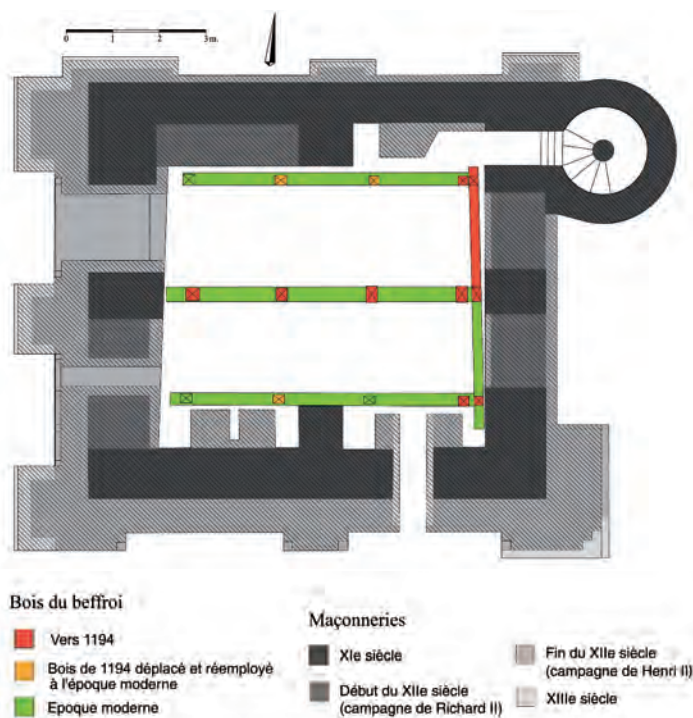 0 1 2 3m.
Bois du beffroi
Vers 1194
Bois de 1194 déplacé et réemployé
à l'époque moderne
Epoque moderne
Maçonneries
XIe siècle
Début du XIIe siècle
(campagne de Richard II)
Fin du XIIe siècle
(campagne de Henri II)
XIIIe siècle